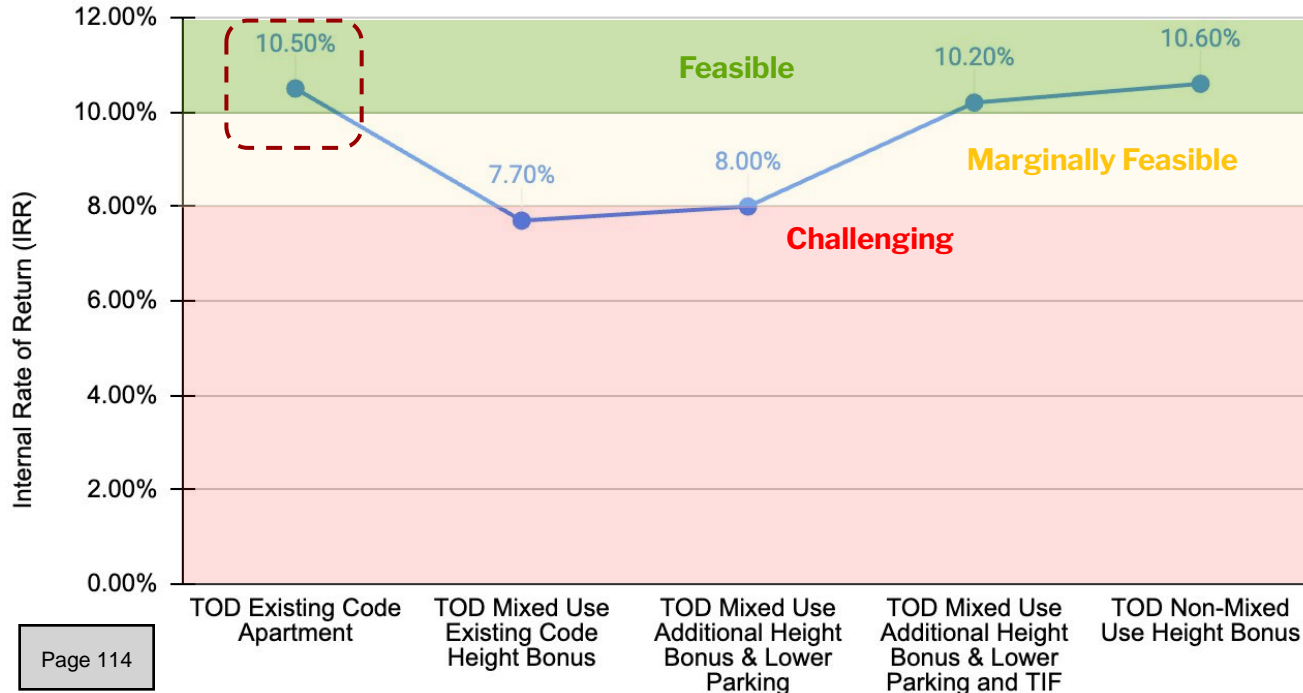 12.00%
10.50%
Feasible
10.20%
10.60%
10.00%
Marginally Feasible
7.70%
8.00%
8.00%
Challenging
6.00%
4.00%
2.00%
0.00%
Internal Rate of Return (IRR)
TOD Existing Code
Apartment
TOD Mixed Use
Existing Code
Height Bonus
TOD Mixed Use
Additional Height
Bonus & Lower
Parking
TOD Mixed Use
Additional Height
Bonus & Lower
Parking and TIF
TOD Non-Mixed
Use Height Bonus
Page 114